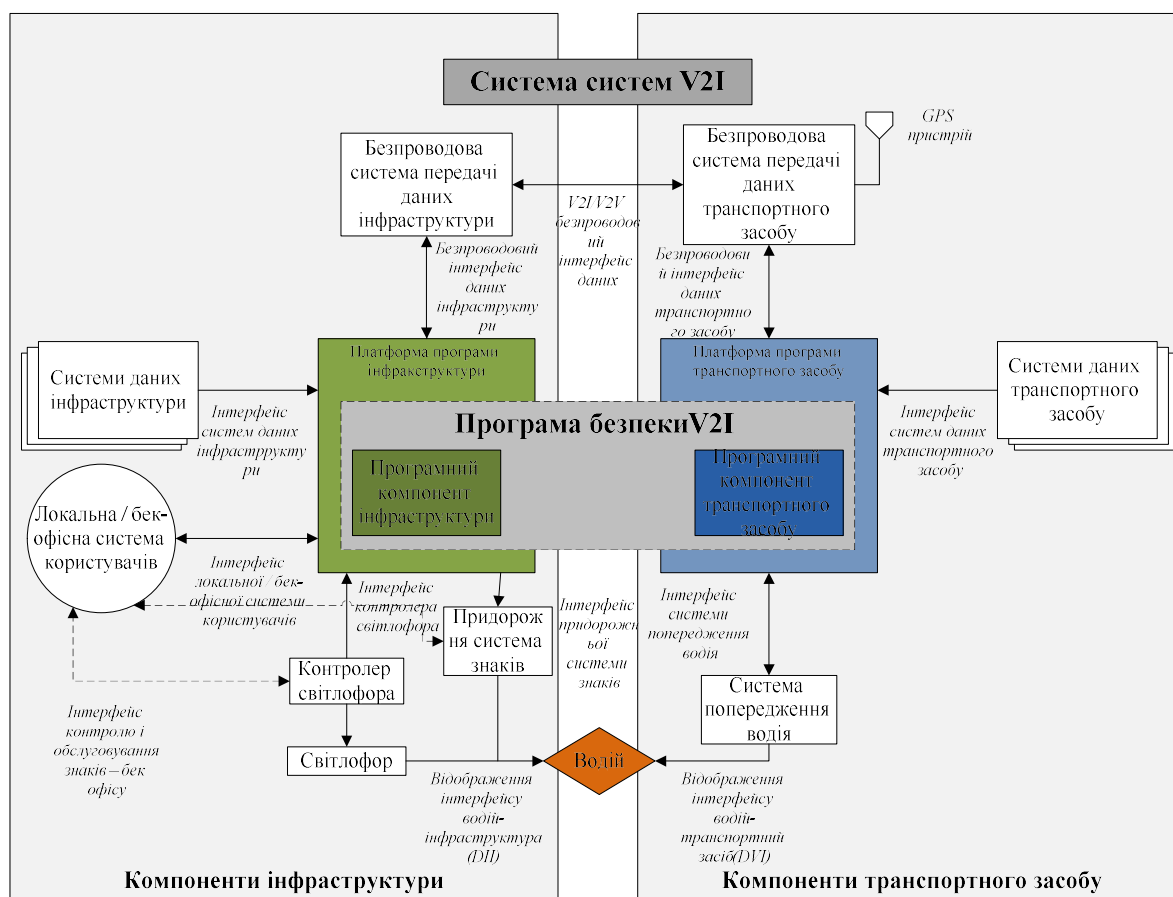 Система систем V2I
GPS
пристрій
Безпроводова
система передачі
даних
інфраструктури
Безпроводова
система передачі
даних
транспортного
засобу
V2I/V2V
безпроводов
ий
інтерфейс
даних
Безпроводовий
інтерфейс
даних
інфраструкту
ри
Безпроводови
й інтерфейс
даних
транспортно
го засобу
Платформа програми
інфракструктури
Платформа програми
транспортного засобу
Системи даних
інфраструктури
Системи даних
транспортного
засобу
Інтерфейс
систем даних
інфрастррукту
ри
Інтерфейс
систем даних
транспортного
засобу
Програма безпекиV2I
Програмний
компонент
інфраструктури
Програмний
компонент
транспортного
засобу
Локальна / бек-
офісна система
користувачів
Інтерфейс
локальної / бек-
офісної системи
користувачів
Інтерфейс
контролера
світлофора
Придорож
ня система
знаків
Інтерфейс
придорожн
ьої
системи
знаків
Інтерфейс
системи
попередження
водія
Контролер
світлофора
Система
попередження
водія
Інтерфейс
контролю і
обслуговування
знаків – бек
офісу
Світлофор
Водій
Відображення
інтерфейсу
водій-
інфраструктура
(DII)
Відображення
інтерфейсу
водій-
транспортний
засіб(DVI)
Компоненти інфраструктури
Компоненти транспортного засобу